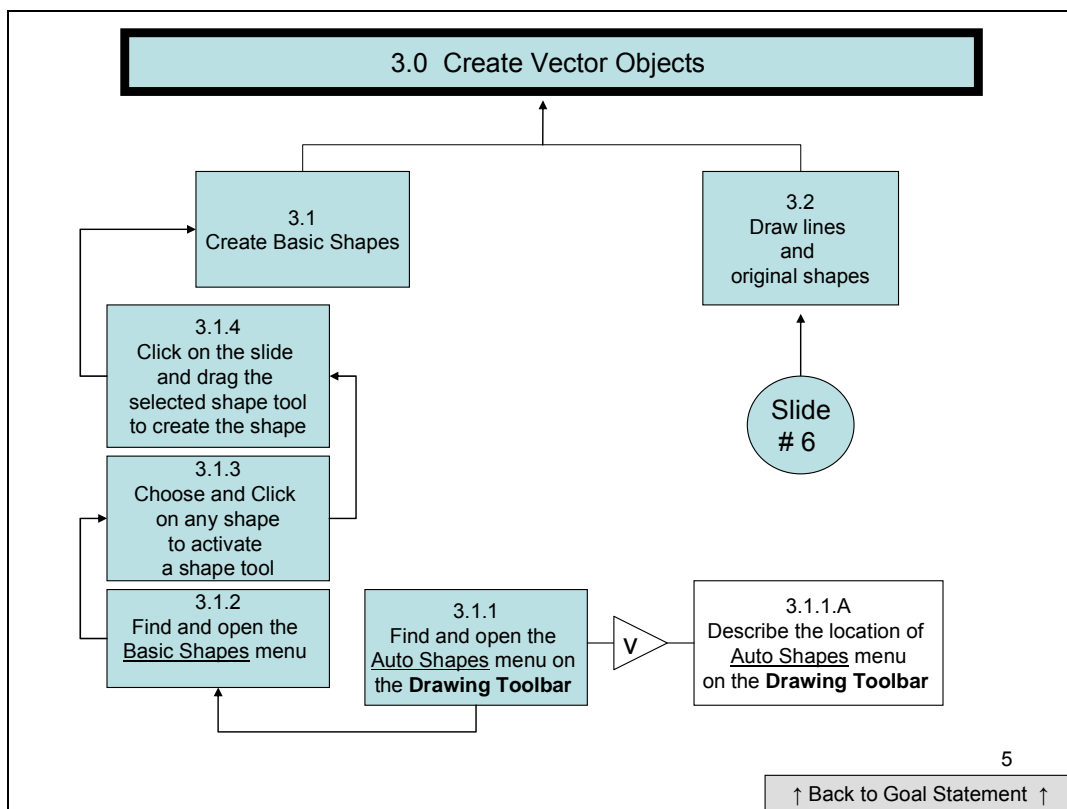 3.0 Create Vector Objects
3.1
Create Basic Shapes
3.2
Draw lines
and
original shapes
3.1.4
Click on the slide
and drag the
selected shape tool
to create the shape
Slide
# 6
3.1.3
Choose and Click
on any shape
to activate
a shape tool
3.1.2
Find and open the
Basic Shapes menu
3.1.1
Find and open the
Auto Shapes menu on
the Drawing Toolbar
v
3.1.1.A
Describe the location of
Auto Shapes menu
on the Drawing Toolbar
5
↑ Back to Goal Statement ↑